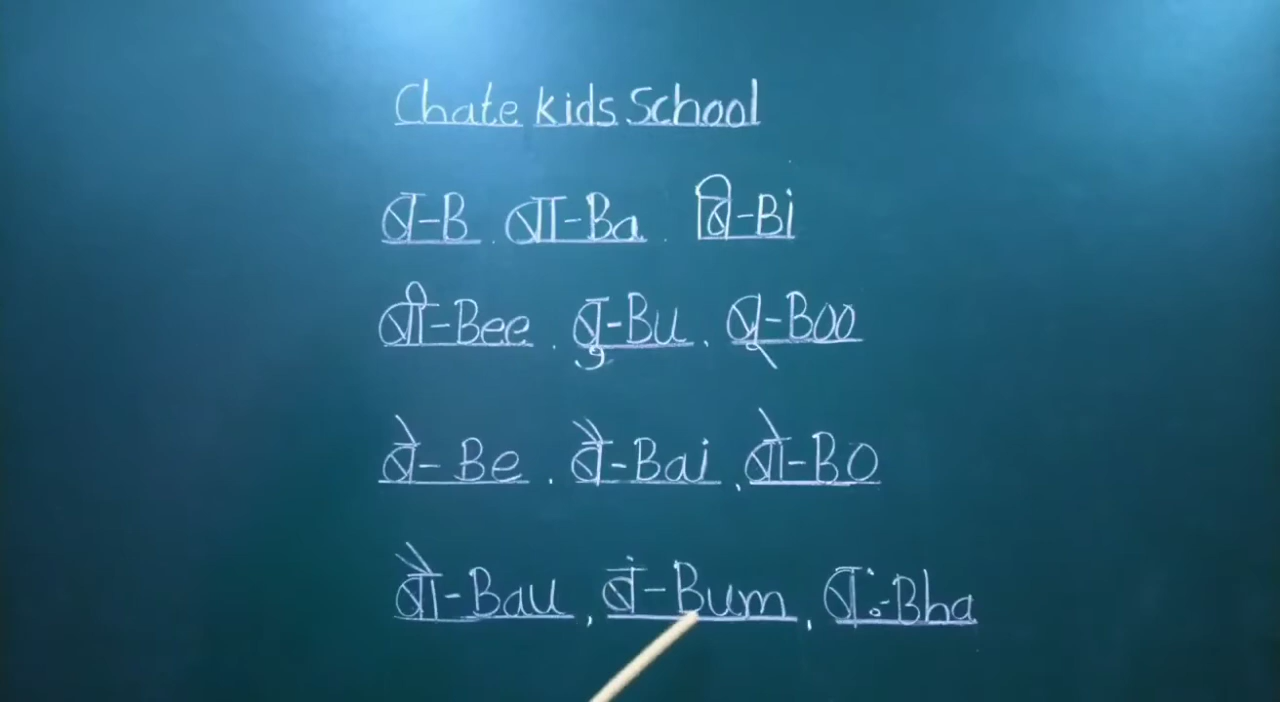 Chate kids School
ब-B . बा-Ba . बि-Bi
बी-Bee . बु-Bu . बू-Boo
बे-Be . बै-Bai , बो-BO
बौ-Bau , बं-Bum , बः-Bha